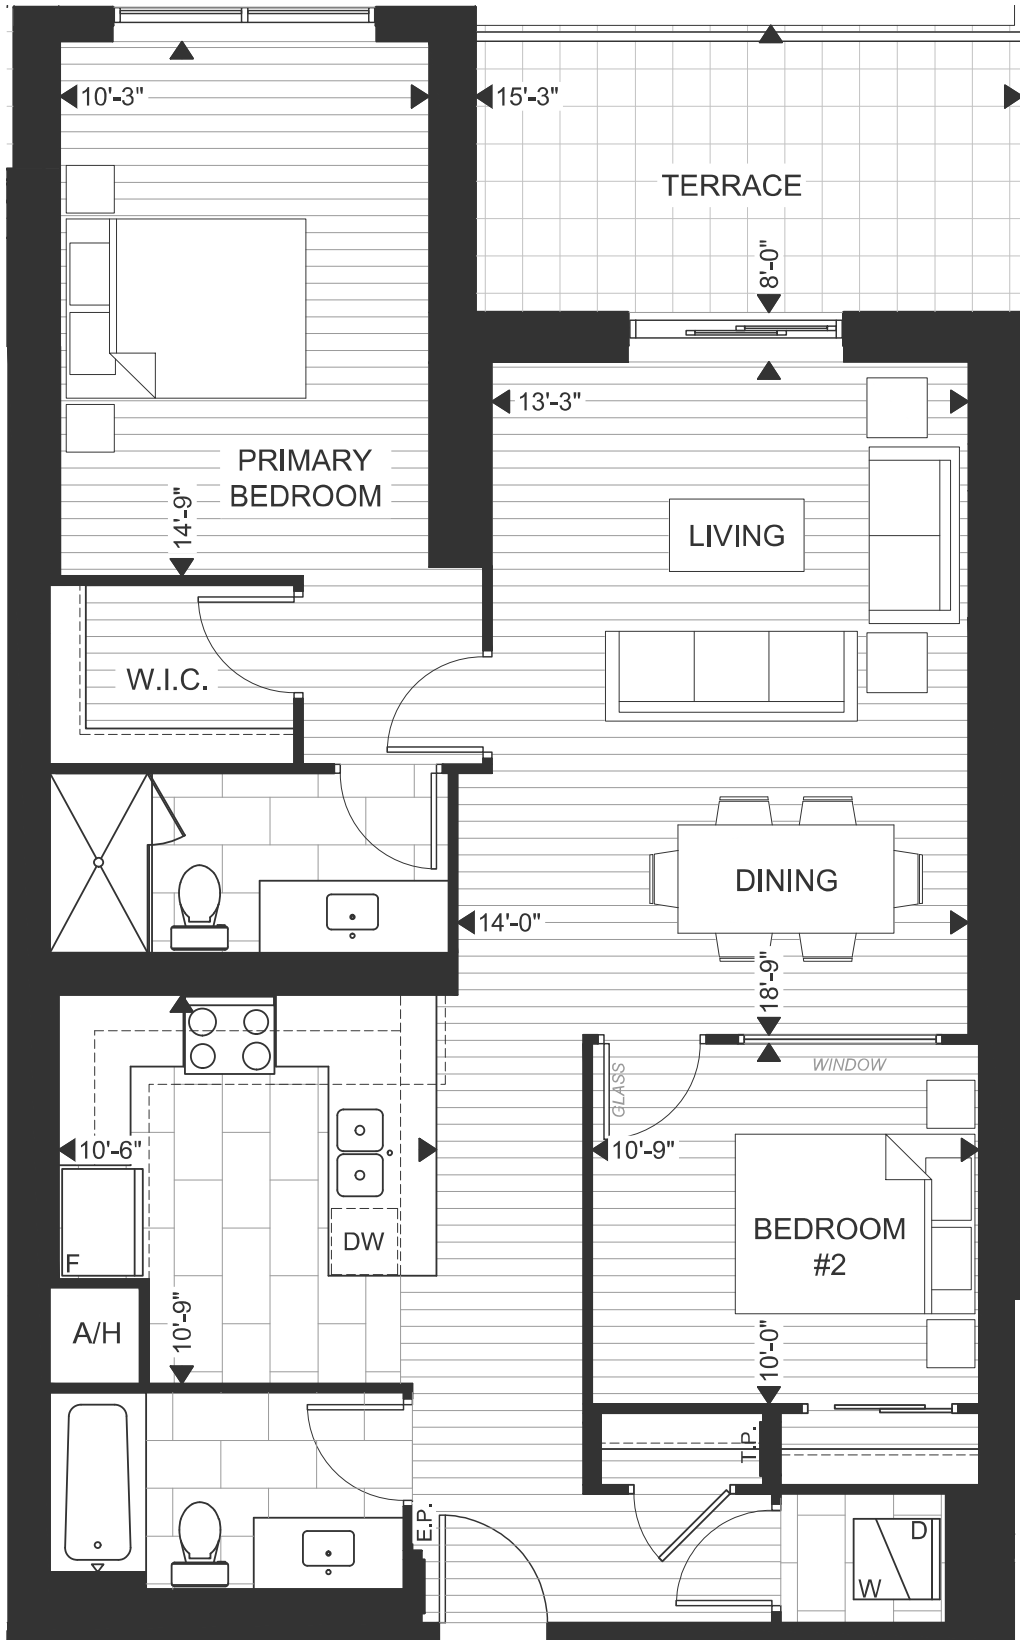 10'-3"
15'-3"
TERRACE
8'-0"
13'-3"
PRIMARY
BEDROOM
14'-9"
LIVING
W.I.C.
DINING
14'-0"
18'-9"
WINDOW
GLASS
10'-6"
10'-9"
BEDROOM
#2
DW
F
A/H
10'-9"
10'-0"
T.P.
E.P.
D
W